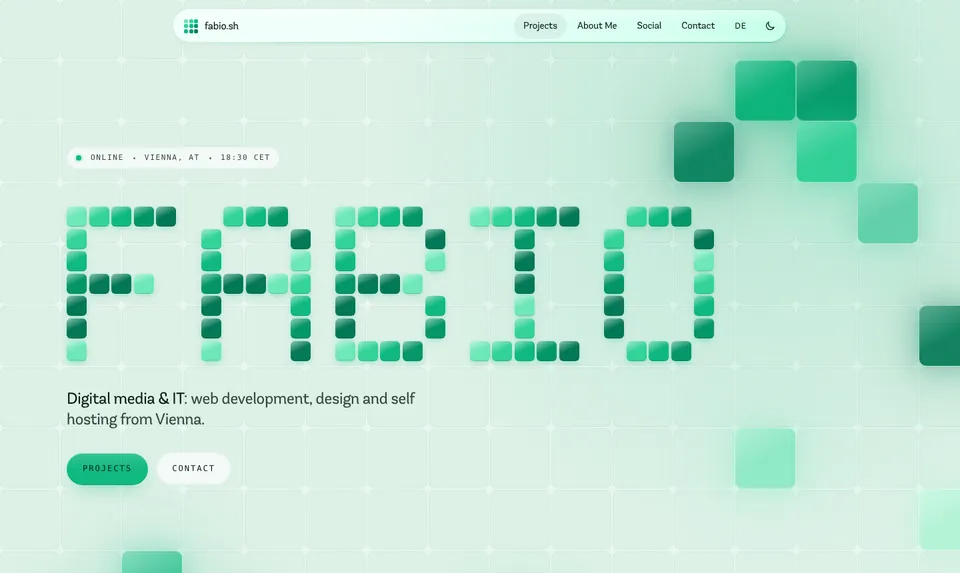 fabio.sh
Projects
About Me
Social
Contact
DE
ONLINE • VIENNA, AT • 18:30 CET
FABIO
Digital media & IT: web development, design and self
hosting from Vienna.
PROJECTS
CONTACT